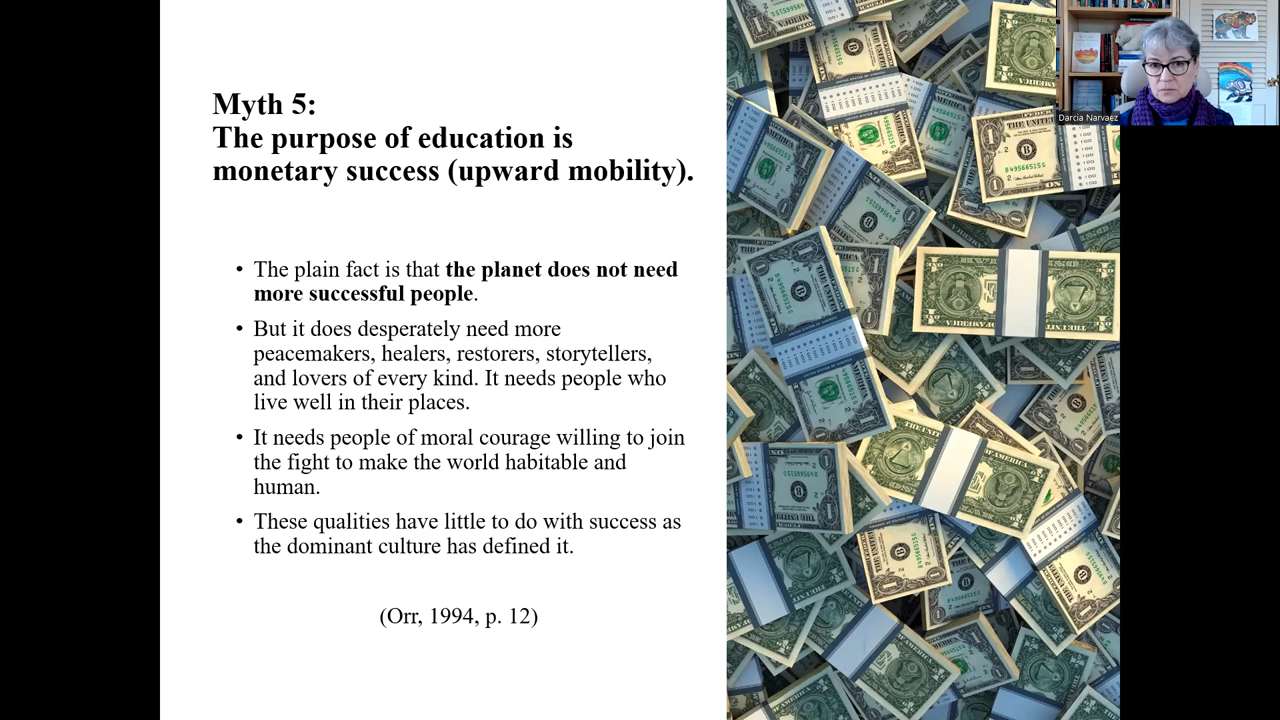 Myth 5:
The purpose of education is
monetary success (upward mobility).
• The plain fact is that the planet does not need
more successful people.
• But it does desperately need more
peacemakers, healers, restorers, storytellers,
and lovers of every kind. It needs people who
live well in their places.
• It needs people of moral courage willing to join
the fight to make the world habitable and
human.
• These qualities have little to do with success as
the dominant culture has defined it.
(Orr, 1994, p. 12)
Darcia Narvaez